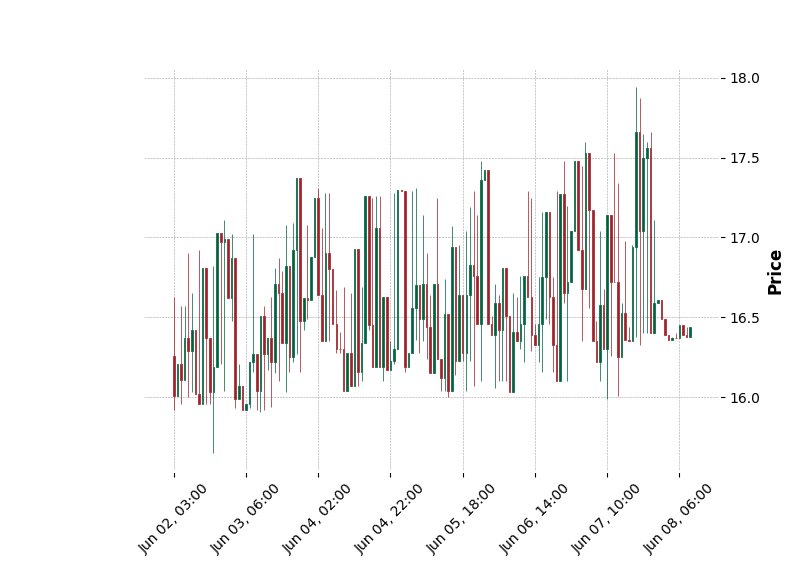 18.0
17.5
17.0
16.5
16.0
Price
Jun 02, 03:00
Jun 03, 06:00
Jun 04, 02:00
Jun 04, 22:00
Jun 05, 18:00
Jun 06, 14:00
Jun 07, 10:00
Jun 08, 06:00